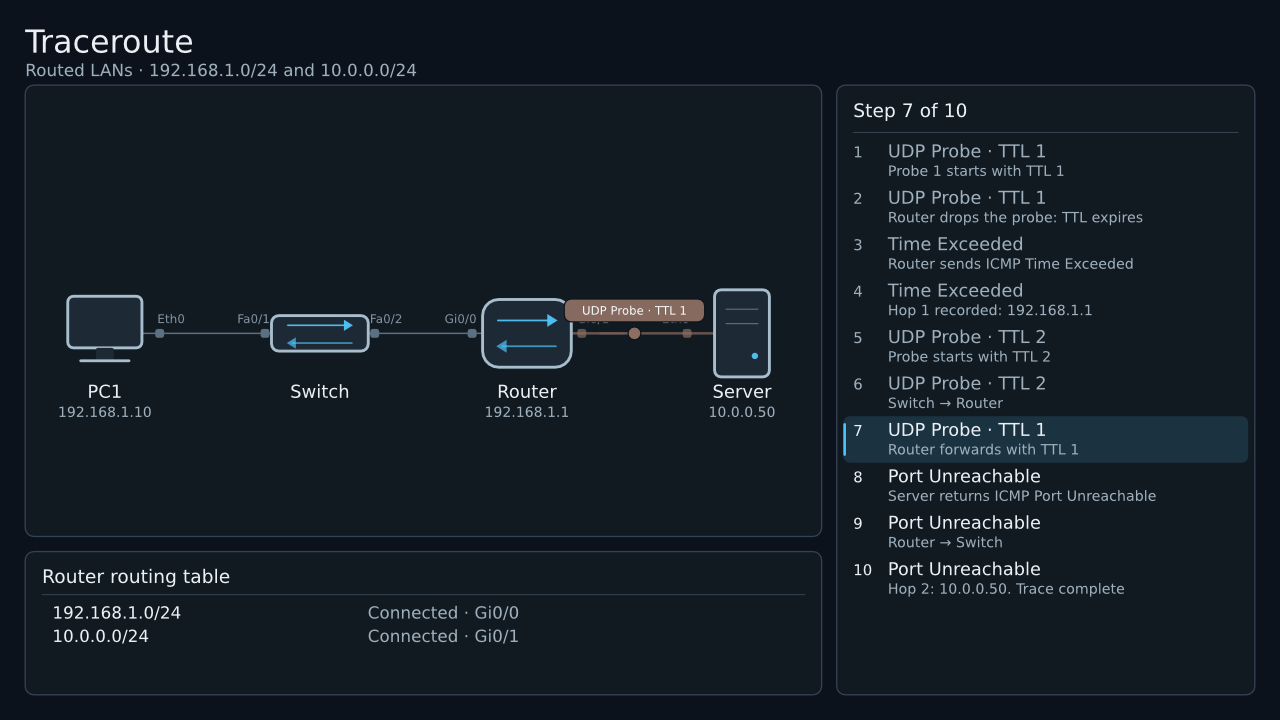 Traceroute
Routed LANs · 192.168.1.0/24 and 10.0.0.0/24
Eth0
Fa0/1
Fa0/2
Gi0/0
UDP Probe · TTL 1
PC1
192.168.1.10
Switch
Router
192.168.1.1
Server
10.0.0.50
Router routing table
192.168.1.0/24 Connected · Gi0/0
10.0.0.0/24 Connected · Gi0/1
Step 7 of 10
1 UDP Probe · TTL 1
Probe 1 starts with TTL 1
2 UDP Probe · TTL 1
Router drops the probe: TTL expires
3 Time Exceeded
Router sends ICMP Time Exceeded
4 Time Exceeded
Hop 1 recorded: 192.168.1.1
5 UDP Probe · TTL 2
Probe starts with TTL 2
6 UDP Probe · TTL 2
Switch → Router
7 UDP Probe · TTL 1
Router forwards with TTL 1
8 Port Unreachable
Server returns ICMP Port Unreachable
9 Port Unreachable
Router → Switch
10 Port Unreachable
Hop 2: 10.0.0.50. Trace complete